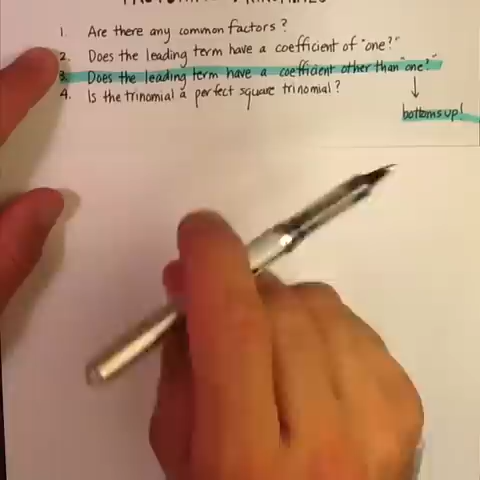 1. Are there any common factors?
2. Does the leading term have a coefficient of "one?"
3. Does the leading term have a coefficient other than "one?"
4. Is the trinomial a perfect square trinomial?
bottoms up!